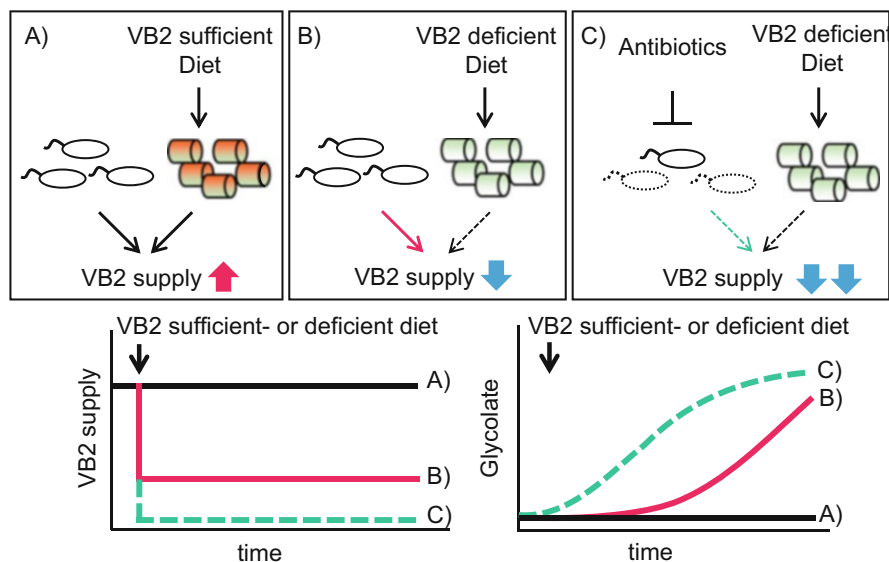 A)
VB2 sufficient
Diet
VB2 supply
B)
VB2 deficient
Diet
VB2 supply
C)
Antibiotics
VB2 deficient
Diet
VB2 supply
VB2 sufficient- or deficient diet
VB2 supply
A)
B)
C)
time
VB2 sufficient- or deficient diet
Glycolate
C)
B)
A)
time